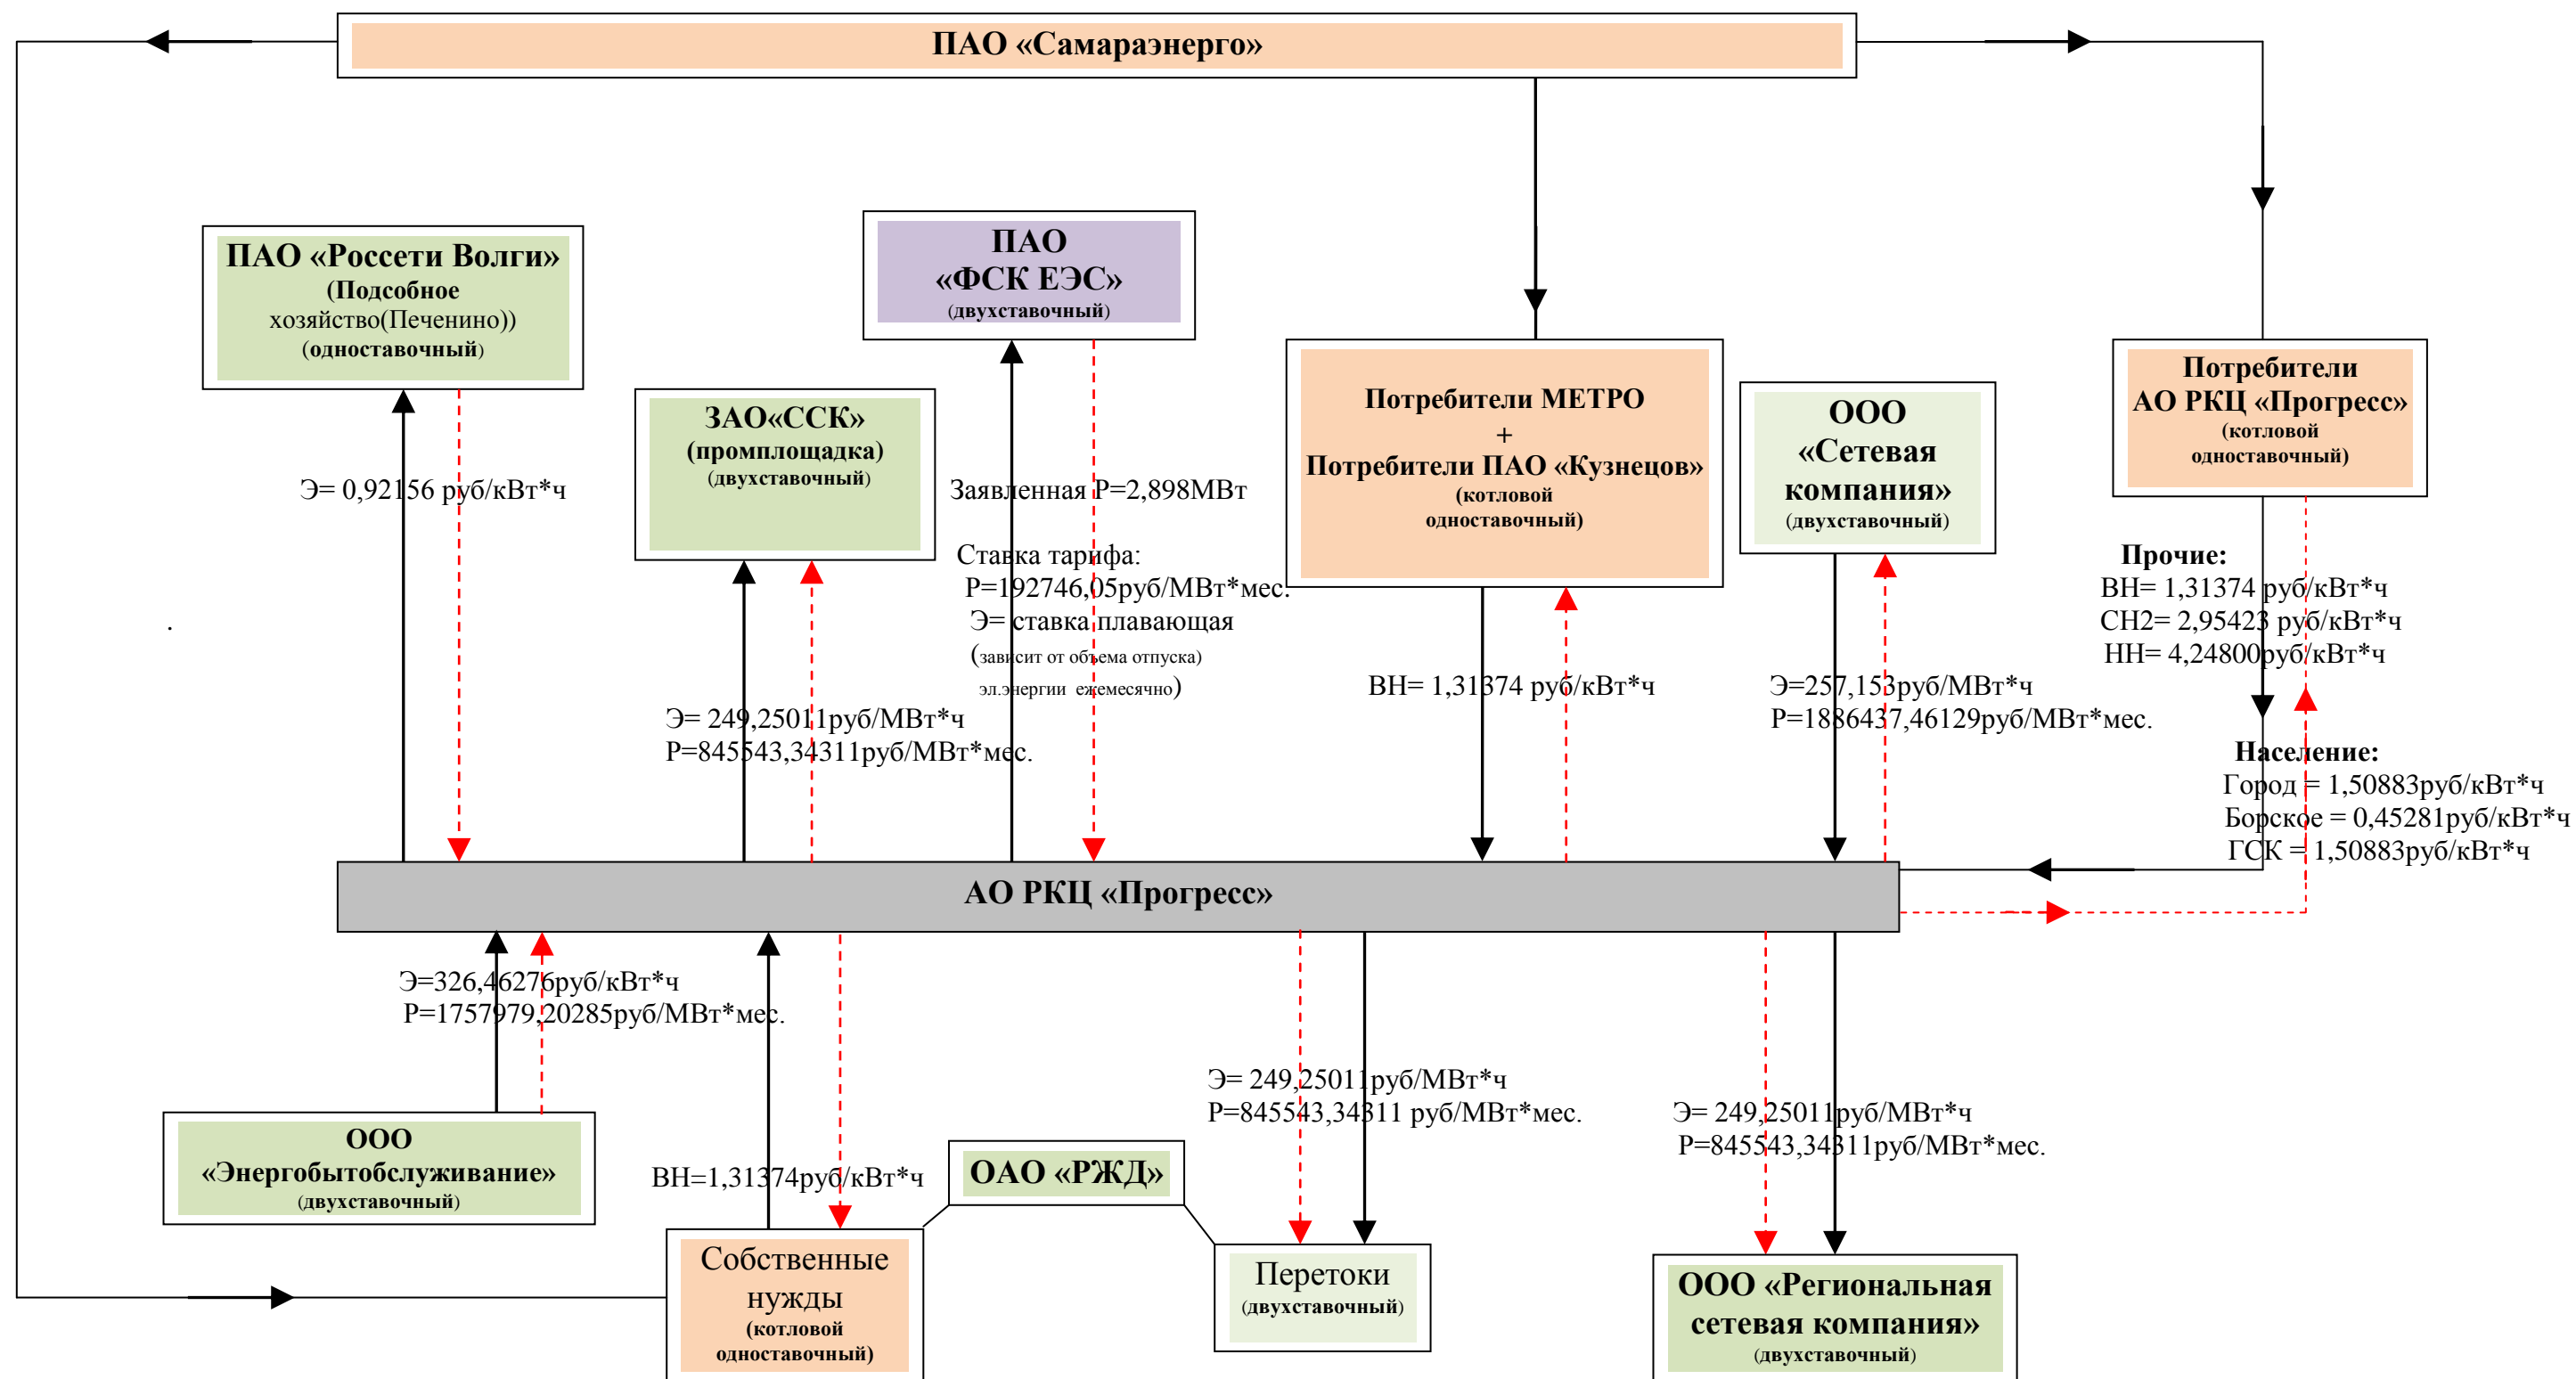 ПАО «Самараэнерго»
ПАО «Россети Волги»
(Подсобное
хозяйство(Печенино))
(одноставочный)
Э= 0,92156 руб/кВт*ч
ЗАО«ССК»
(промплощадка)
(двухставочный)
Э= 249,25011руб/МВт*ч
Р=845543,34311руб/МВт*мес.
ПАО
«ФСК ЕЭС»
(двухставочный)
Заявленная Р=2,898МВт
Ставка тарифа:
Р=192746,05руб/МВт*мес.
Э= ставка плавающая
(зависит от объема отпуска)
эл.энергии ежемесячно)
Потребители МЕТРО
+
Потребители ПАО «Кузнецов»
(котловой
одноставочный)
ВН= 1,31374 руб/кВт*ч
ООО
«Сетевая
компания»
(двухставочный)
Э=257,153руб/МВт*ч
Р=1886437,46129руб/МВт*мес.
Потребители
АО РКЦ «Прогресс»
(котловой
одноставочный)
Прочие:
ВН= 1,31374 руб/кВт*ч
СН2= 2,95423 руб/кВт*ч
НН= 4,24800руб/кВт*ч
Население:
Город = 1,50883руб/кВт*ч
Борское = 0,45281руб/кВт*ч
ГСК = 1,50883руб/кВт*ч
.
АО РКЦ «Прогресс»
Э=326,46276руб/кВт*ч
Р=1757979,20285руб/МВт*мес.
ООО
«Энергобытобслуживание»
(двухставочный)
ВН=1,31374руб/кВт*ч
ОАО «РЖД»
Собственные
нужды
(котловой
одноставочный)
Э= 249,25011руб/МВт*ч
Р=845543,34311 руб/МВт*мес.
Перетоки
(двухставочный)
Э= 249,25011руб/МВт*ч
Р=845543,34311руб/МВт*мес.
ООО «Региональная
сетевая компания»
(двухставочный)